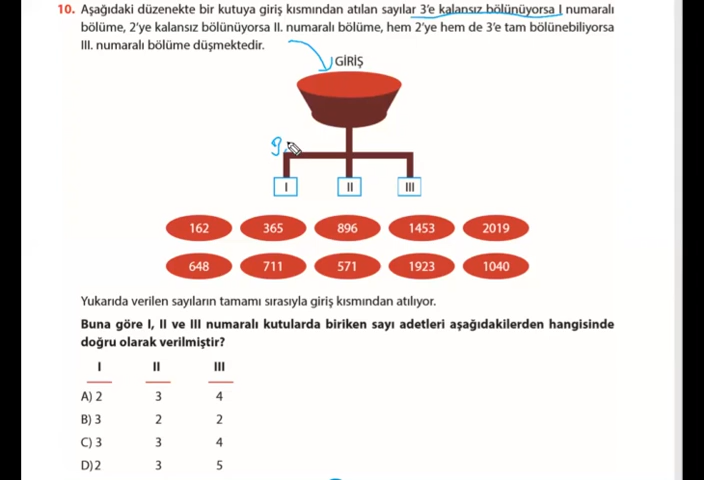 10. Aşağıdaki düzenekte bir kutuya giriş kısmından atılan sayılar 3'e kalansız bölünüyorsa I numaralı
bölüme, 2'ye kalansız bölünüyorsa II. numaralı bölüme, hem 2'ye hem de 3'e tam bölünebiliyorsa
III. numaralı bölüme düşmektedir.
GİRİŞ
I II III
162 365 896 1453 2019
648 711 571 1923 1040
Yukarıda verilen sayıların tamamı sırasıyla giriş kısmından atılıyor.
Buna göre I, II ve III numaralı kutularda biriken sayı adetleri aşağıdakilerden hangisinde
doğru olarak verilmiştir?
I II III
A) 2 3 4
B) 3 2 2
C) 3 3 4
D) 2 3 5